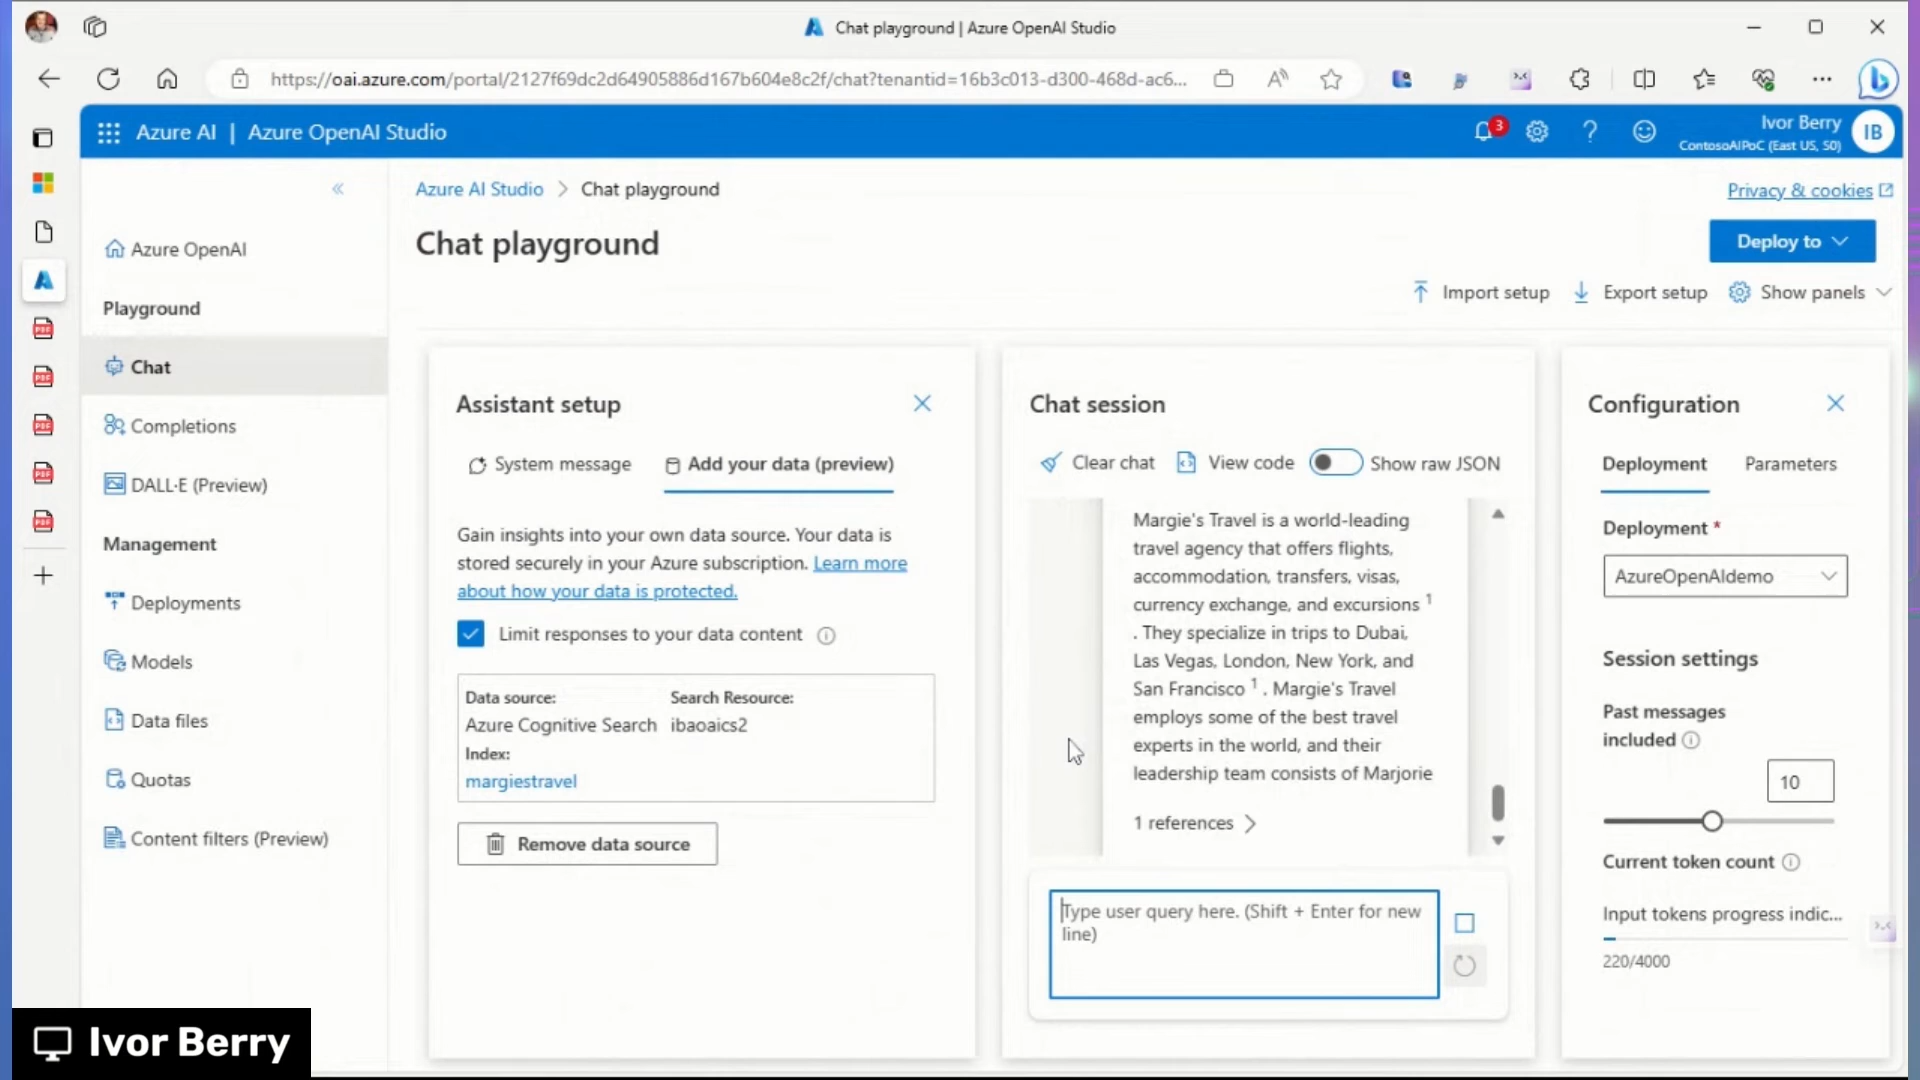 Chat playground | Azure OpenAI Studio
https://oai.azure.com/portal/2127f69dc2d64905886d167b604e8c2f/chat?tenantid=16b3c013-d300-468d-ac6...
Azure AI | Azure OpenAI Studio
3
Ivor Berry
ContosoAIPoC (East US, S0)
IB
Azure AI Studio > Chat playground
Privacy & cookies
Chat playground
Deploy to
Import setup
Export setup
Show panels
Azure OpenAI
Playground
Chat
Completions
DALL·E (Preview)
Management
Deployments
Models
Data files
Quotas
Content filters (Preview)
Assistant setup
System message
Add your data (preview)
Gain insights into your own data source. Your data is
stored securely in your Azure subscription. Learn more
about how your data is protected.
Limit responses to your data content
Data source:
Search Resource:
Azure Cognitive Search
ibaoaics2
Index:
margiestravel
Remove data source
Chat session
Clear chat
View code
Show raw JSON
Margie's Travel is a world-leading
travel agency that offers flights,
accommodation, transfers, visas,
currency exchange, and excursions 1
. They specialize in trips to Dubai,
Las Vegas, London, New York, and
San Francisco 1 . Margie's Travel
employs some of the best travel
experts in the world, and their
leadership team consists of Marjorie
1 references
Type user query here. (Shift + Enter for new
line)
Configuration
Deployment
Parameters
Deployment *
AzureOpenAIdemo
Session settings
Past messages
included
10
Current token count
Input tokens progress indic...
220/4000
PDF
PDF
PDF
PDF
PDF
Ivor Berry